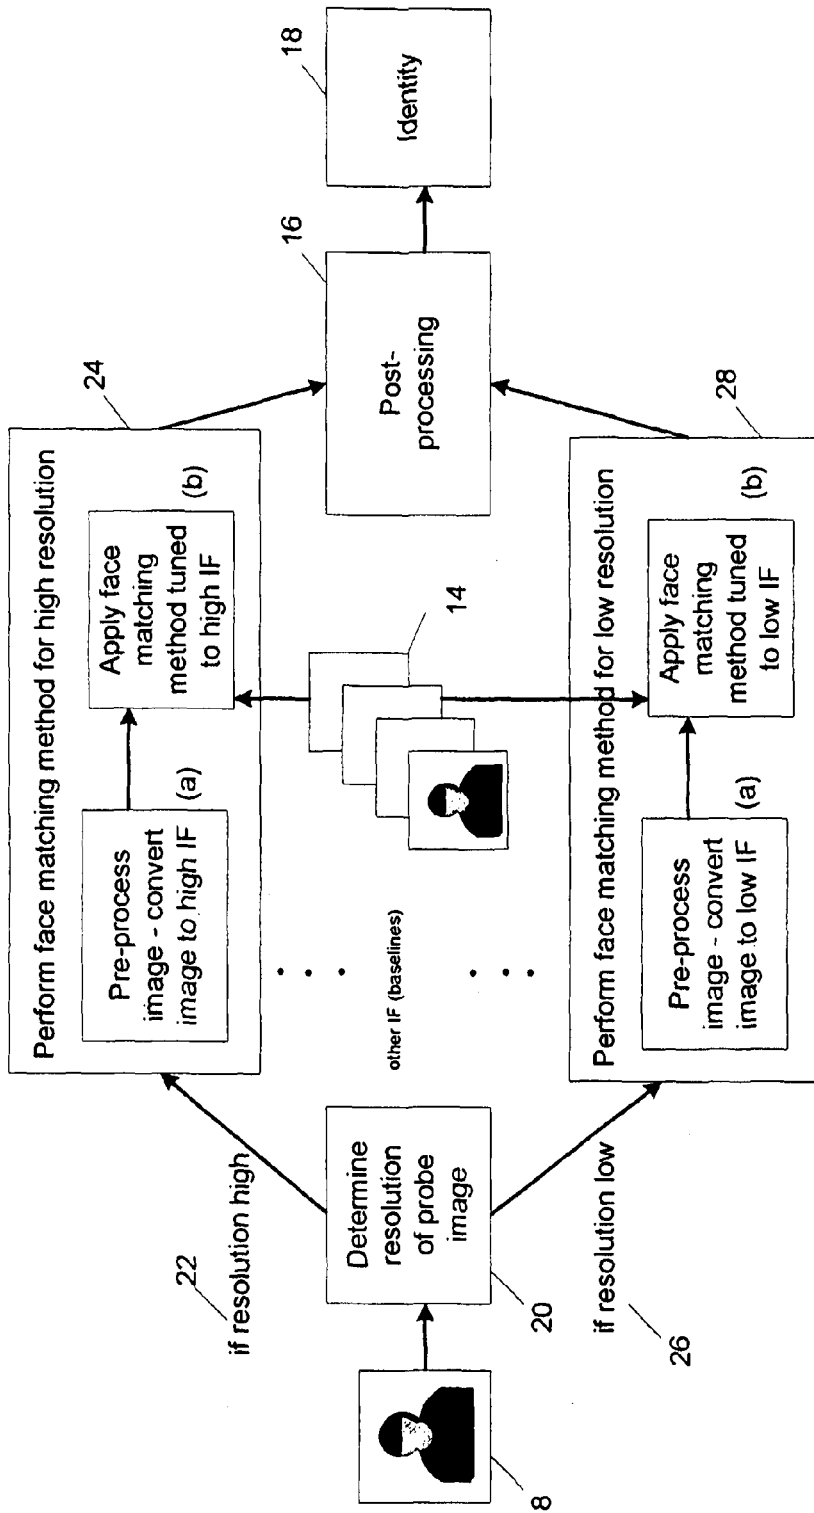 8
Determine
resolution
of probe
image
20
22
if resolution high
if resolution low
26
Perform face matching method for high resolution
24
Pre-process
image - convert
image to high IF
(a)
Apply face
matching
method tuned
to high IF
(b)
other IF (baselines)
14
Perform face matching method for low resolution
28
Pre-process
image - convert
image to low IF
(a)
Apply face
matching
method tuned
to low IF
(b)
Post-
processing
16
Identity
18